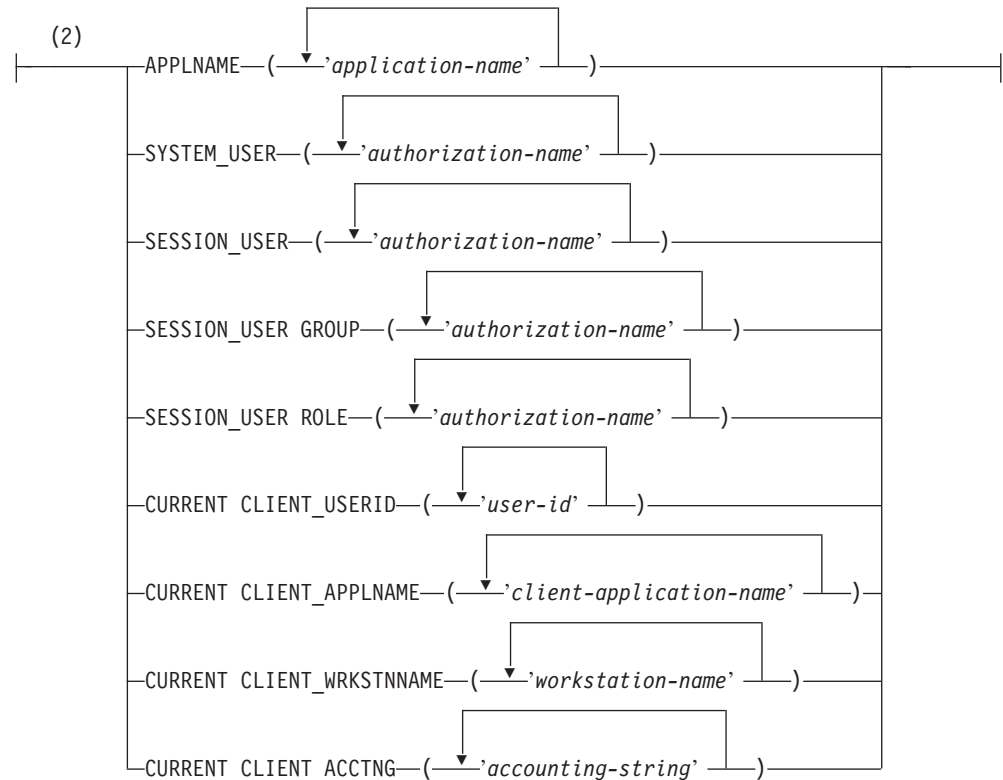 (2)
APPLNAME ( 'application-name' )
SYSTEM_USER ( 'authorization-name' )
SESSION_USER ( 'authorization-name' )
SESSION_USER GROUP ( 'authorization-name' )
SESSION_USER ROLE ( 'authorization-name' )
CURRENT CLIENT_USERID ( 'user-id' )
CURRENT CLIENT_APPLNAME ( 'client-application-name' )
CURRENT CLIENT_WRKSTNNAME ( 'workstation-name' )
CURRENT CLIENT ACCTNG ( 'accounting-string' )